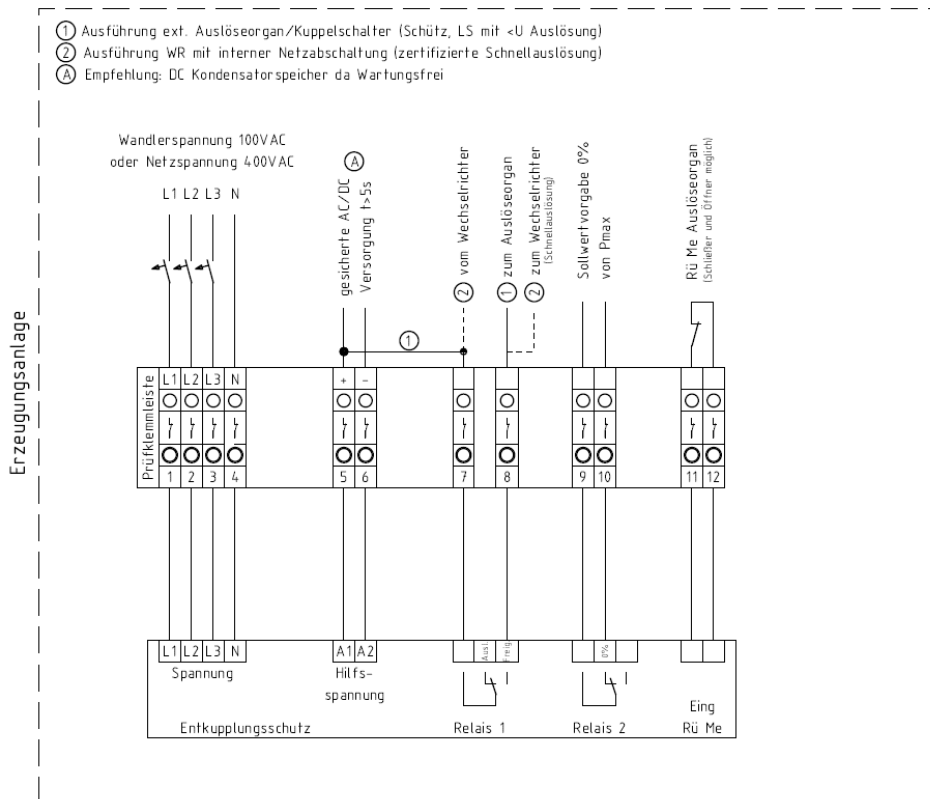 ① Ausführung ext. Auslöseorgan/Kuppelschalter (Schütz, LS mit <U Auslösung)
② Ausführung WR mit interner Netzabschaltung (zertifizierte Schnellauslösung)
Ⓐ Empfehlung: DC Kondensatorspeicher da Wartungsfrei
Wandlerspannung 100VAC
oder Netzspannung 400VAC
L1 L2 L3 N
gesicherte AC/DC Ⓐ
Versorgung t>5s
② vom Wechselrichter
① zum Auslöseorgan
② zum Wechselrichter
(Schnellauslösung)
Sollwertvorgabe 0%
von Pmax
Rü Me Auslöseorgan
(Schließer und Öffner möglich)
①
Erzeugungsanlage
Prüfklemmleiste
L1 L2 L3 N + -
1 2 3 4 5 6 7 8 9 10 11 12
L1 L2 L3 N A1 A2 Ausl. Freig. 0%
Spannung
Hilfs-
spannung
Entkupplungsschutz
Relais 1
Relais 2
Eing
Rü Me